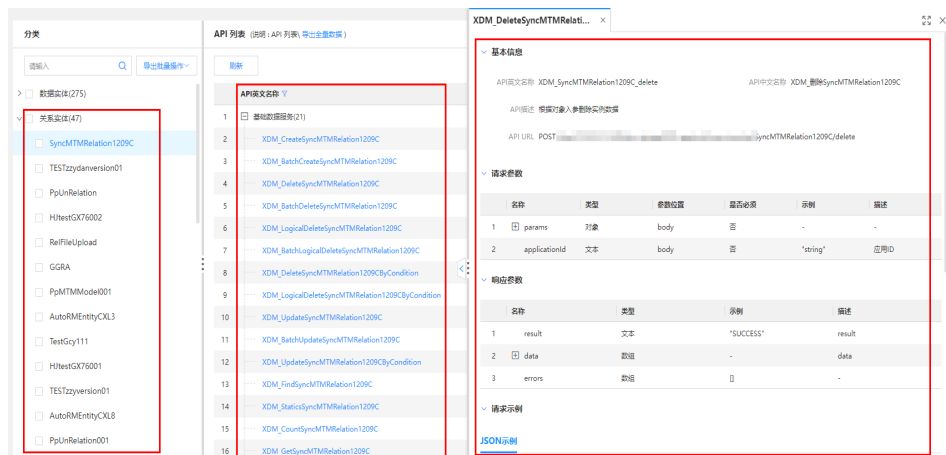 分类
请输入
导出批量操作
数据实体(275)
关系实体(47)
SyncMTMRelation1209C
TESTzzydanversion01
PpUnRelation
HJtestGX76002
RelFileUpload
GGRA
PpMTMModel001
AutoRMEntityCXL3
TestGcy111
HJtestGX76001
TESTzzyversion01
AutoRMEntityCXL8
PpUnRelation001
API 列表 (说明：API 列表\ 导出全量数据 )
刷新
API英文名称
1 基础数据服务(21)
2 XDM_CreateSyncMTMRelation1209C
3 XDM_BatchCreateSyncMTMRelation1209C
4 XDM_DeleteSyncMTMRelation1209C
5 XDM_BatchDeleteSyncMTMRelation1209C
6 XDM_LogicalDeleteSyncMTMRelation1209C
7 XDM_BatchLogicalDeleteSyncMTMRelation1209C
8 XDM_DeleteSyncMTMRelation1209CByCondition
9 XDM_LogicalDeleteSyncMTMRelation1209CByCondition
10 XDM_UpdateSyncMTMRelation1209C
11 XDM_BatchUpdateSyncMTMRelation1209C
12 XDM_UpdateSyncMTMRelation1209CByCondition
13 XDM_FindSyncMTMRelation1209C
14 XDM_StaticsSyncMTMRelation1209C
15 XDM_CountSyncMTMRelation1209C
16 XDM_GetSyncMTMRelation1209C
XDM_DeleteSyncMTMRelati... ×
基本信息
API英文名称 XDM_SyncMTMRelation1209C_delete API中文名称 XDM_删除SyncMTMRelation1209C
API描述 根据对象入参删除实例数据
API URL POST SyncMTMRelation1209C/delete
请求参数
名称 类型 参数位置 是否必须 示例 描述
1 params 对象 body 否 - -
2 applicationId 文本 body 否 "string" 应用ID
响应参数
名称 类型 示例 描述
1 result 文本 "SUCCESS" result
2 data 数组 - data
3 errors 数组 [] -
请求示例
JSON示例